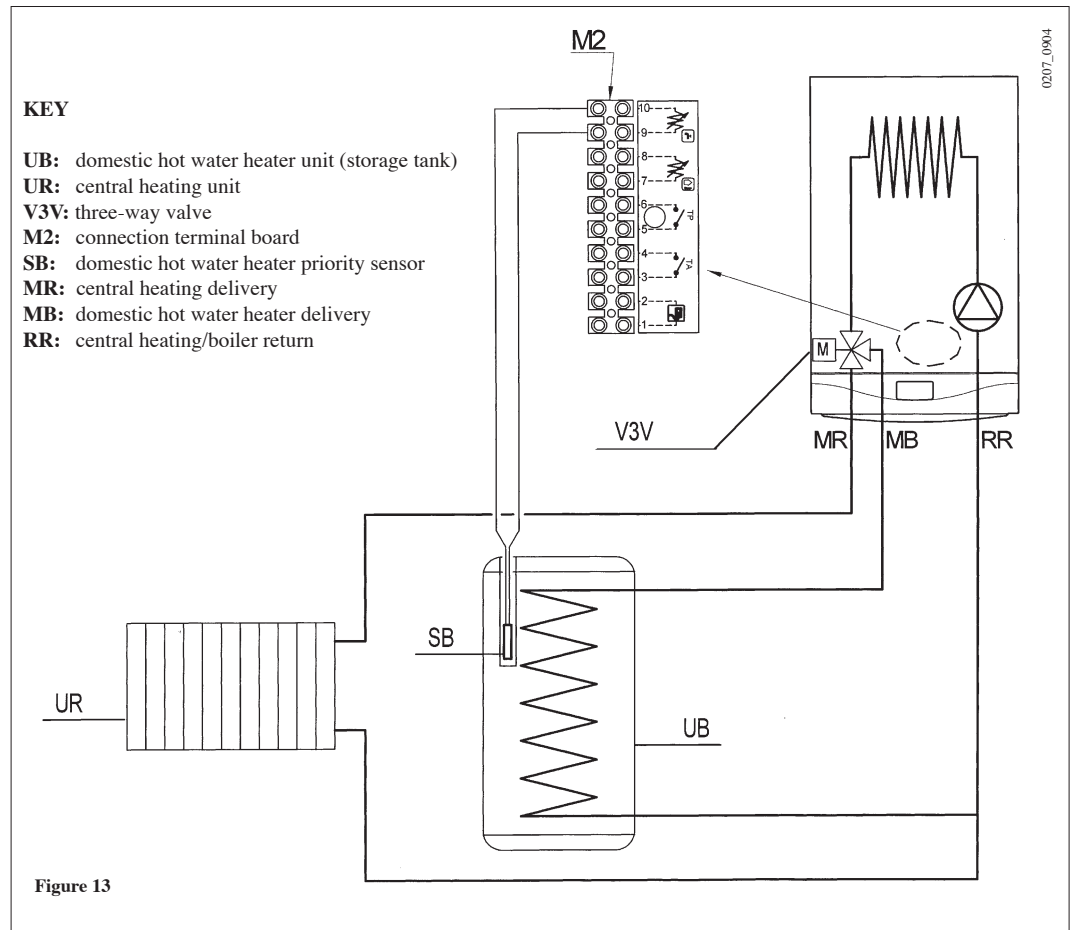 M2
0207_0904
KEY
UB: domestic hot water heater unit (storage tank)
UR: central heating unit
V3V: three-way valve
M2: connection terminal board
SB: domestic hot water heater priority sensor
MR: central heating delivery
MB: domestic hot water heater delivery
RR: central heating/boiler return
10
9
8
7
6
TP
5
4
TA
3
2
1
M
V3V
MR MB RR
SB
UR
UB
Figure 13